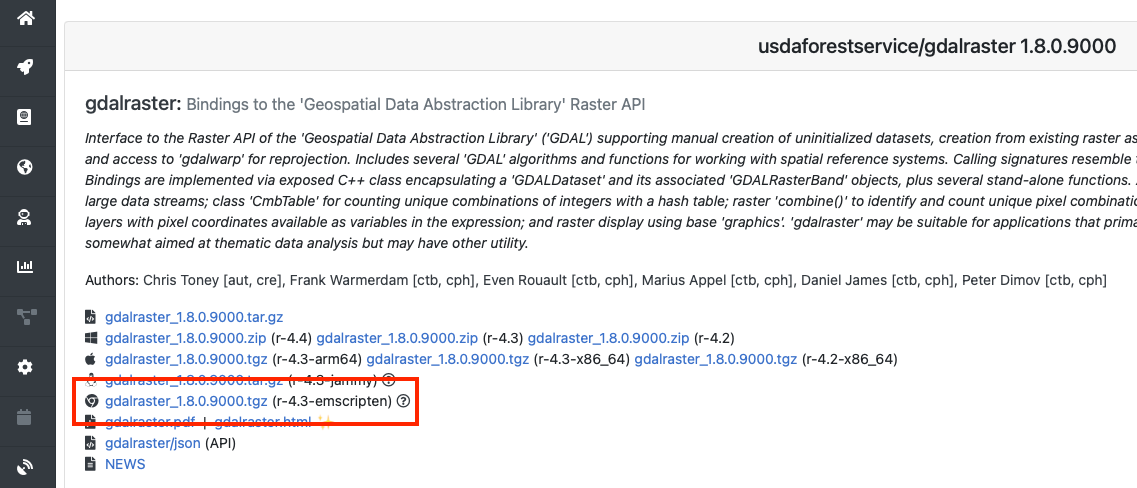 usdaforestservice/gdalraster 1.8.0.9000
gdalraster: Bindings to the 'Geospatial Data Abstraction Library' Raster API
Interface to the Raster API of the 'Geospatial Data Abstraction Library' ('GDAL') supporting manual creation of uninitialized datasets, creation from existing raster as
and access to 'gdalwarp' for reprojection. Includes several 'GDAL' algorithms and functions for working with spatial reference systems. Calling signatures resemble
Bindings are implemented via exposed C++ class encapsulating a 'GDALDataset' and its associated 'GDALRasterBand' objects, plus several stand-alone functions.
large data streams; class 'CmbTable' for counting unique combinations of integers with a hash table; raster 'combine()' to identify and count unique pixel combinatio
layers with pixel coordinates available as variables in the expression; and raster display using base 'graphics'. 'gdalraster' may be suitable for applications that prima
somewhat aimed at thematic data analysis but may have other utility.
Authors: Chris Toney [aut, cre], Frank Warmerdam [ctb, cph], Even Rouault [ctb, cph], Marius Appel [ctb, cph], Daniel James [ctb, cph], Peter Dimov [ctb, cph]
gdalraster_1.8.0.9000.tar.gz
gdalraster_1.8.0.9000.zip (r-4.4) gdalraster_1.8.0.9000.zip (r-4.3) gdalraster_1.8.0.9000.zip (r-4.2)
gdalraster_1.8.0.9000.tgz (r-4.3-arm64) gdalraster_1.8.0.9000.tgz (r-4.3-x86_64) gdalraster_1.8.0.9000.tgz (r-4.2-x86_64)
gdalraster_1.8.0.9000.tar.gz (r-4.3-jammy)
gdalraster_1.8.0.9000.tgz (r-4.3-emscripten)
gdalraster.pdf | gdalraster.html ✨
gdalraster/json (API)
NEWS